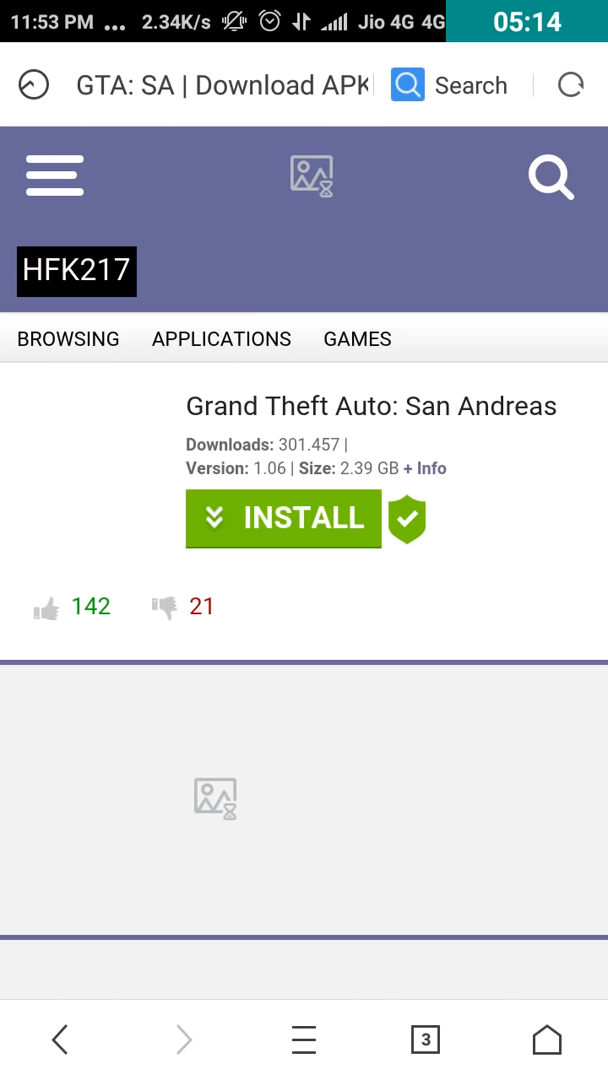 11:53 PM ... 2.34K/s Jio 4G 4G 05:14
GTA: SA | Download APK Search
HFK217
BROWSING APPLICATIONS GAMES
Grand Theft Auto: San Andreas
Downloads: 301.457 |
Version: 1.06 | Size: 2.39 GB + Info
INSTALL
142 21
3